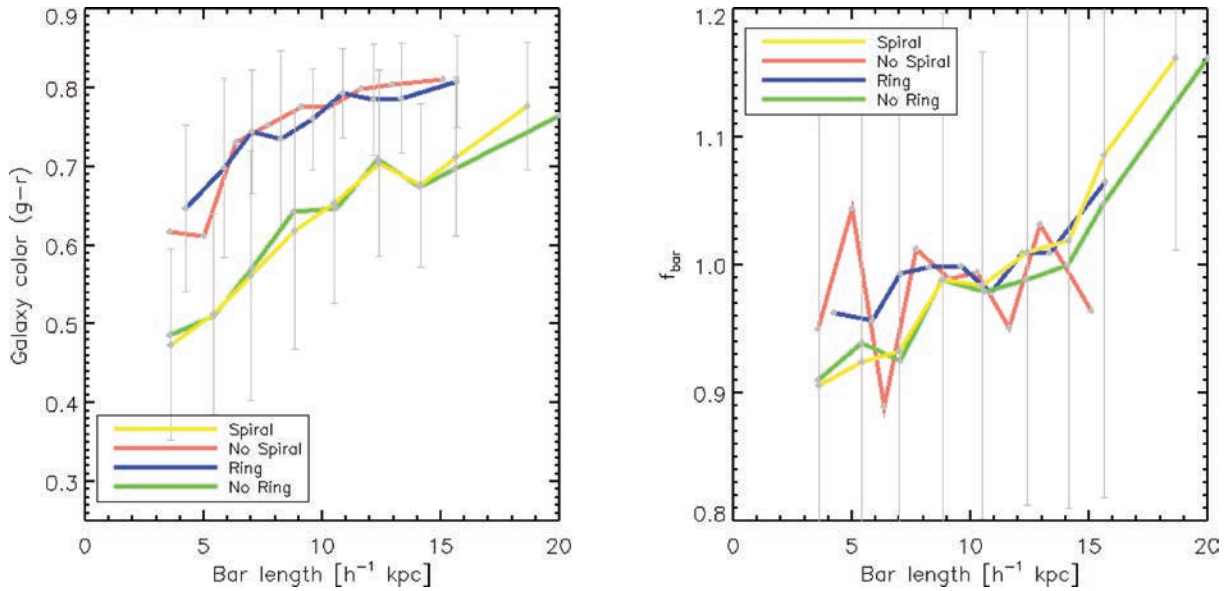 0.9
0.8
0.7
0.6
0.5
0.4
0.3
Galaxy color (g-r)
Spiral
No Spiral
Ring
No Ring
0 5 10 15 20
Bar length [h⁻¹ kpc]
1.20
1.1
1.0
0.9
0.8
f_bar
Spiral
No Spiral
Ring
No Ring
0 5 10 15 20
Bar length [h⁻¹ kpc]